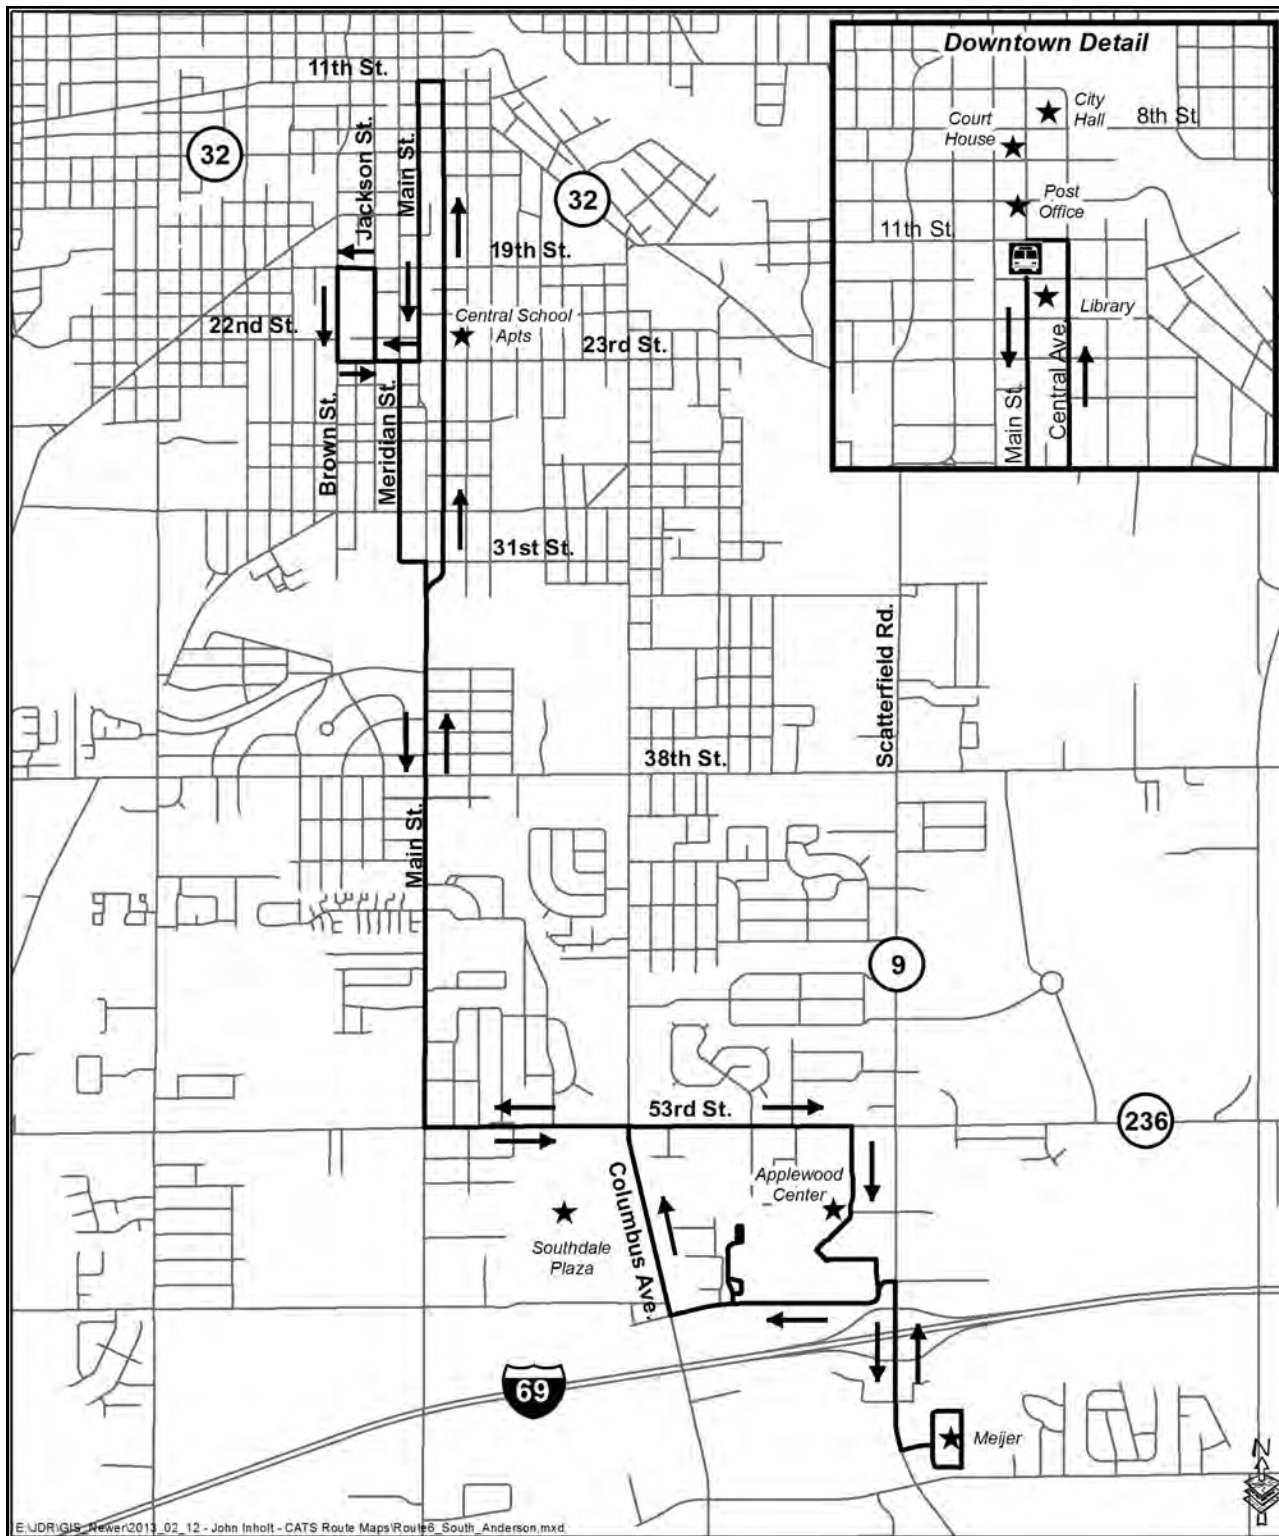 11th St.
32
Jackson St.
Main St.
32
19th St.
22nd St.
Central School
Apts
23rd St.
Brown St.
Meridian St.
31st St.
Scatterfield Rd.
38th St.
Main St.
9
53rd St.
236
Applewood
Center
Columbus Ave.
Southdale
Plaza
69
Meijer
N
Downtown Detail
City
Hall
Court
House
8th St.
Post
Office
11th St.
Library
Main St.
Central Ave.
E:\JDR\GIS_Newer\2013_02_12 - John Inholt - CATS Route Maps\Route6_South_Anderson.mxd